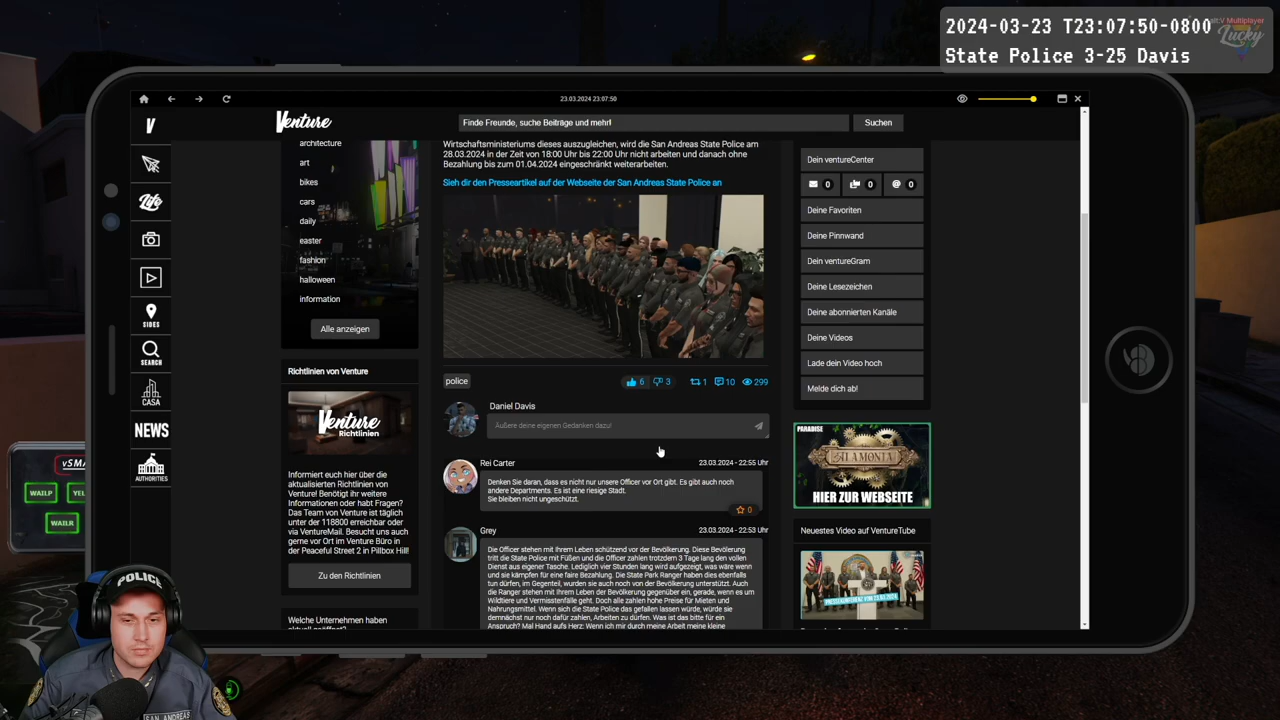 2024-03-23 T23:07:50-0800
State Police 3-25 Davis
alt:V Multiplayer
Lucky
23.03.2024 23:07:50
V
Venture
Finde Freunde, suche Beiträge und mehr!
Suchen
Life
SIDES
SEARCH
CASA
NEWS
AUTHORITIES
architecture
art
bikes
cars
daily
easter
fashion
halloween
information
Alle anzeigen
Richtlinien von Venture
Venture
Richtlinien
Informiert euch hier über die
aktualisierten Richtlinien von
Venture! Benötigt ihr weitere
Informationen oder habt Fragen?
Das Team von Venture ist täglich
unter der 118800 erreichbar oder
via VentureMail. Besucht uns auch
gerne vor Ort im Venture Büro in
der Peaceful Street 2 in Pillbox Hill!
Zu den Richtlinien
Welche Unternehmen haben
Wirtschaftsministeriums dieses auszugleichen, wird die San Andreas State Police am
28.03.2024 in der Zeit von 18:00 Uhr bis 22:00 Uhr nicht arbeiten und danach ohne
Bezahlung bis zum 01.04.2024 eingeschränkt weiterarbeiten.
Sieh dir den Presseartikel auf der Webseite der San Andreas State Police an
police
6
3
1
10
299
Daniel Davis
Äußere deine eigenen Gedanken dazu!
Rei Carter
23.03.2024 - 22:55 Uhr
Denken Sie daran, dass es nicht nur unsere Officer vor Ort gibt. Es gibt auch noch
andere Departments. Es ist eine riesige Stadt.
Sie bleiben nicht ungeschützt.
0
Grey
23.03.2024 - 22:53 Uhr
Die Officer stehen mit Ihrem Leben schützend vor der Bevölkerung. Diese Bevölkerung
tritt die State Police mit Füßen und die Officer zahlen trotzdem 3 Tage lang den vollen
Dienst aus eigener Tasche. Lediglich vier Stunden lang wird aufgezeigt, was wäre wenn
und sie kämpfen für eine faire Bezahlung. Die State Park Ranger haben dies ebenfalls
tun dürfen, im Gegenteil, wurden sie auch noch von der Bevölkerung unterstützt. Auch
die Ranger stehen mit Ihrem Leben der Bevölkerung gegenüber ein, gerade, wenn es um
Wildtiere und Vermisstenfälle geht. Doch alle zahlen hohe Preise für Mieten und
Nahrungsmittel. Wenn sich die State Police das gefallen lassen würde, würde sie
demnächst nur noch dafür zahlen, Arbeiten zu dürfen. Was ist das bitte für ein
Anspruch? Mal Hand aufs Herz: Wenn ich mir durch meine Arbeit meine kleine
Dein ventureCenter
0
0
0
Deine Favoriten
Deine Pinnwand
Dein ventureGram
Deine Lesezeichen
Deine abonnierten Kanäle
Deine Videos
Lade dein Video hoch
Melde dich ab!
PARADISE
ALAMONIA
HIER ZUR WEBSEITE
Neuestes Video auf VentureTube
PRESSEKONFERENZ VOM 22.03.2024
WAILP
WAILR
POLICE
SAN ANDREAS